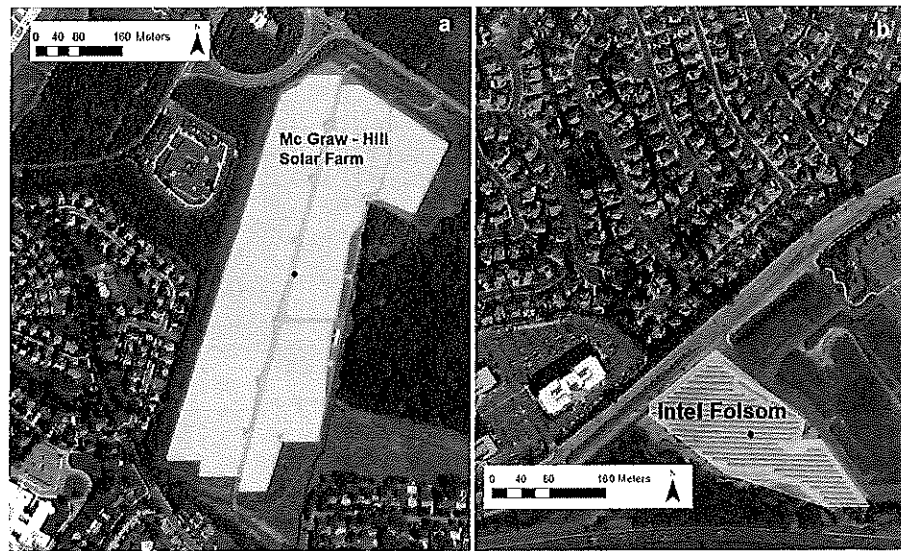 a
N
0 40 80 160 Meters
Mc Graw - Hill
Solar Farm
b
Intel Folsom
N
0 40 80 160 Meters